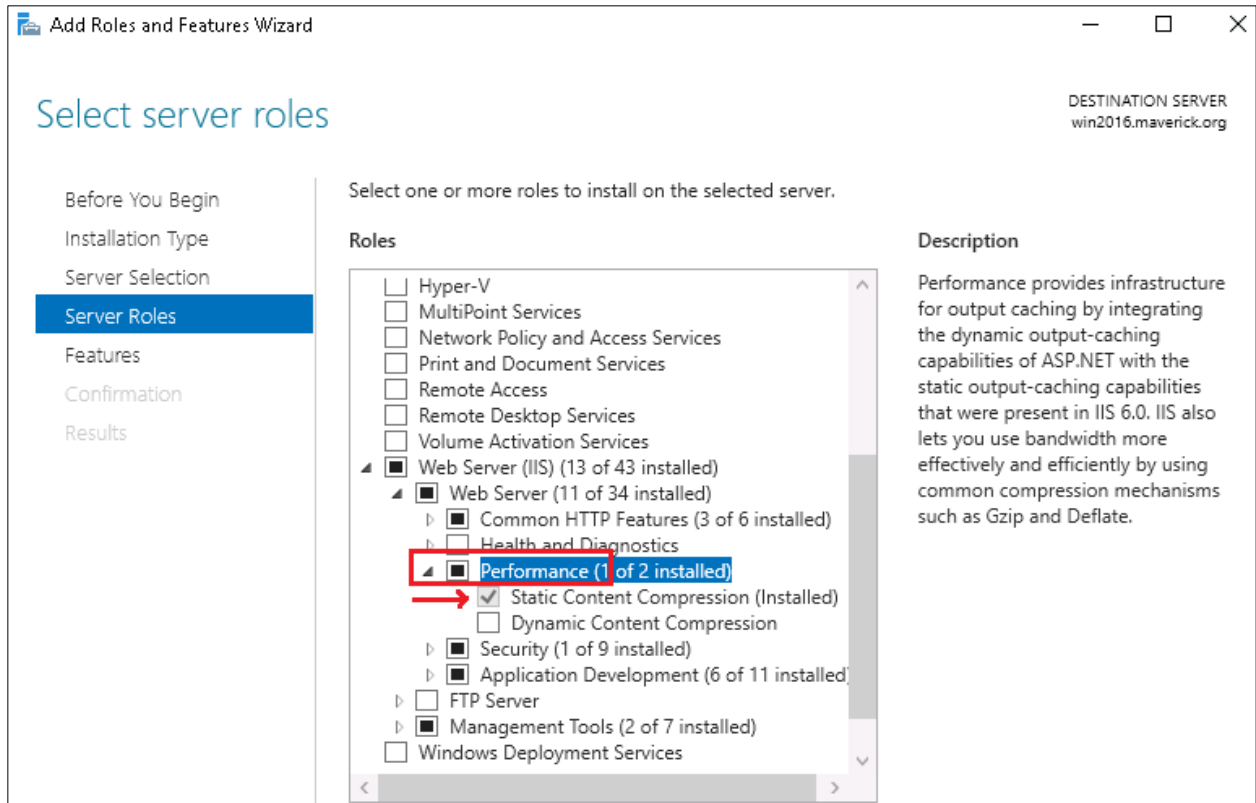 Add Roles and Features Wizard
Select server roles
DESTINATION SERVER
win2016.maverick.org
Before You Begin
Installation Type
Server Selection
Server Roles
Features
Confirmation
Results
Select one or more roles to install on the selected server.
Roles
Hyper-V
MultiPoint Services
Network Policy and Access Services
Print and Document Services
Remote Access
Remote Desktop Services
Volume Activation Services
Web Server (IIS) (13 of 43 installed)
Web Server (11 of 34 installed)
Common HTTP Features (3 of 6 installed)
Health and Diagnostics
Performance (1 of 2 installed)
Static Content Compression (Installed)
Dynamic Content Compression
Security (1 of 9 installed)
Application Development (6 of 11 installed)
FTP Server
Management Tools (2 of 7 installed)
Windows Deployment Services
Description
Performance provides infrastructure
for output caching by integrating
the dynamic output-caching
capabilities of ASP.NET with the
static output-caching capabilities
that were present in IIS 6.0. IIS also
lets you use bandwidth more
effectively and efficiently by using
common compression mechanisms
such as Gzip and Deflate.